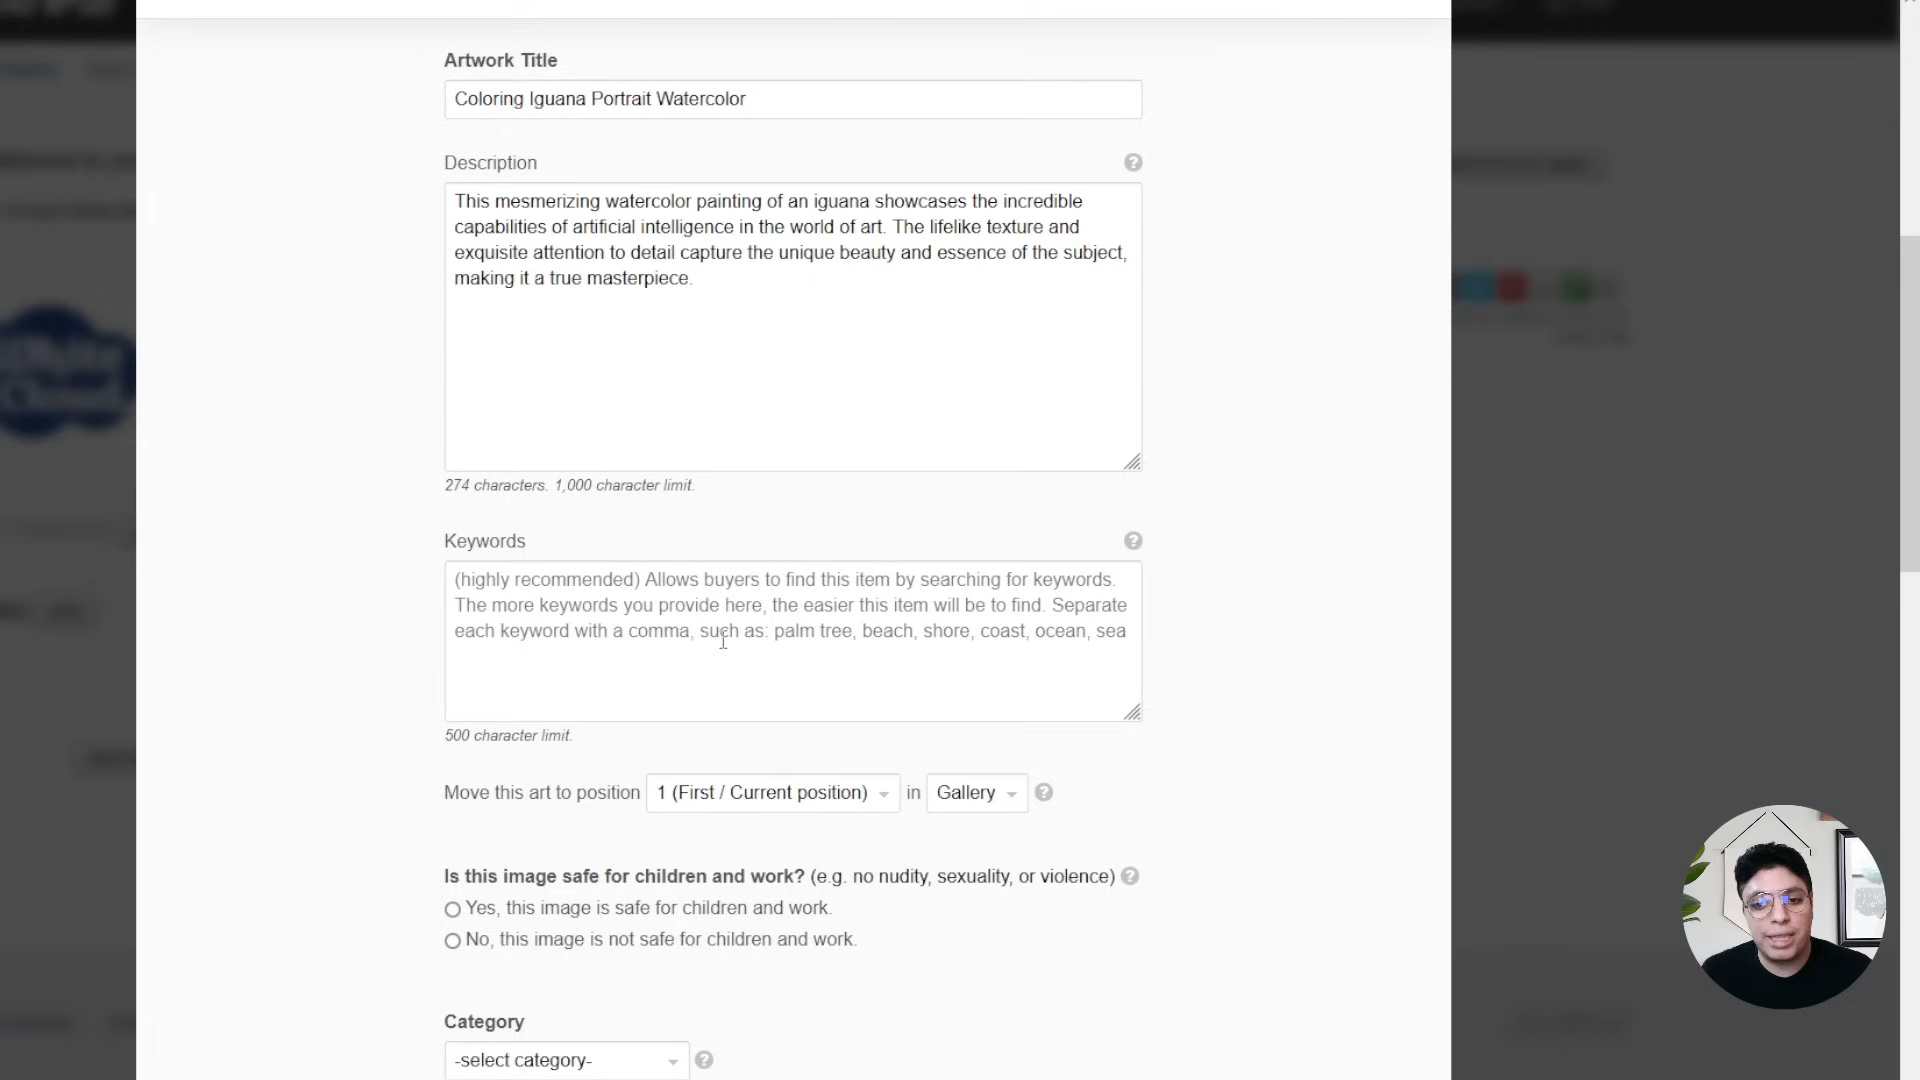 Artwork Title
Coloring Iguana Portrait Watercolor
Description
This mesmerizing watercolor painting of an iguana showcases the incredible
capabilities of artificial intelligence in the world of art. The lifelike texture and
exquisite attention to detail capture the unique beauty and essence of the subject,
making it a true masterpiece.
274 characters. 1,000 character limit.
Keywords
(highly recommended) Allows buyers to find this item by searching for keywords.
The more keywords you provide here, the easier this item will be to find. Separate
each keyword with a comma, such as: palm tree, beach, shore, coast, ocean, sea
500 character limit.
Move this art to position 1 (First / Current position) in Gallery
Is this image safe for children and work? (e.g. no nudity, sexuality, or violence)
Yes, this image is safe for children and work.
No, this image is not safe for children and work.
Category
-select category-
White
Cloud